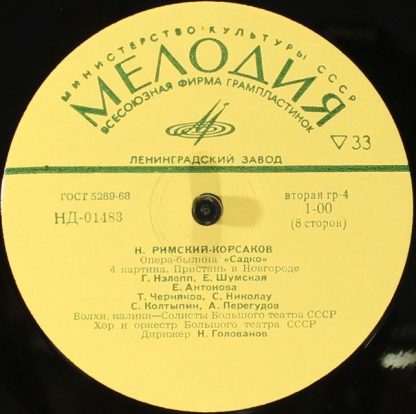 МИНИСТЕРСТВО КУЛЬТУРЫ СССР
МЕЛОДИЯ
ВСЕСОЮЗНАЯ ФИРМА ГРАМПЛАСТИНОК
▽33
ЛЕНИНГРАДСКИЙ ЗАВОД
ГОСТ 5289-68
вторая гр-4
НД-01483
1-00
(8 сторон)
Н. РИМСКИЙ-КОРСАКОВ
Опера-былина «Садко»
4 картина. Пристань в Новгороде
Г. Нэлепп, Е. Шумская
Е. Антонова
Т. Черняков, С. Николау
С. Колтыпин, А. Перегудов
Волхи, калики—Солисты Большого театра СССР
Хор и оркестр Большого театра СССР
Дирижер Н. Голованов